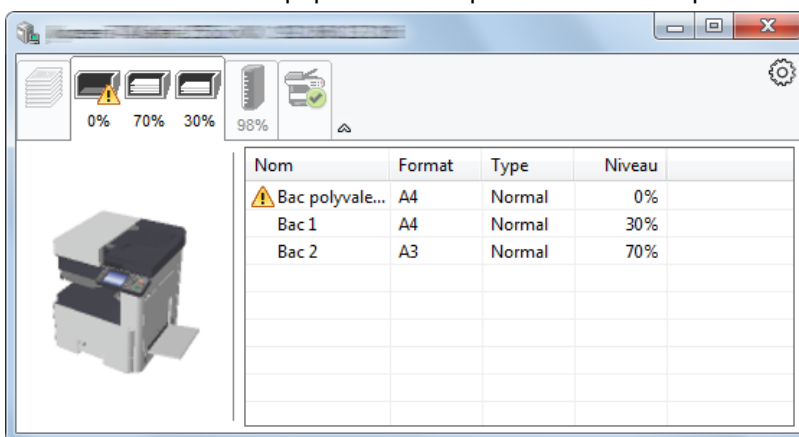 0% 70% 30% 98%
Nom Format Type Niveau
Bac polyvale... A4 Normal 0%
Bac 1 A4 Normal 30%
Bac 2 A3 Normal 70%